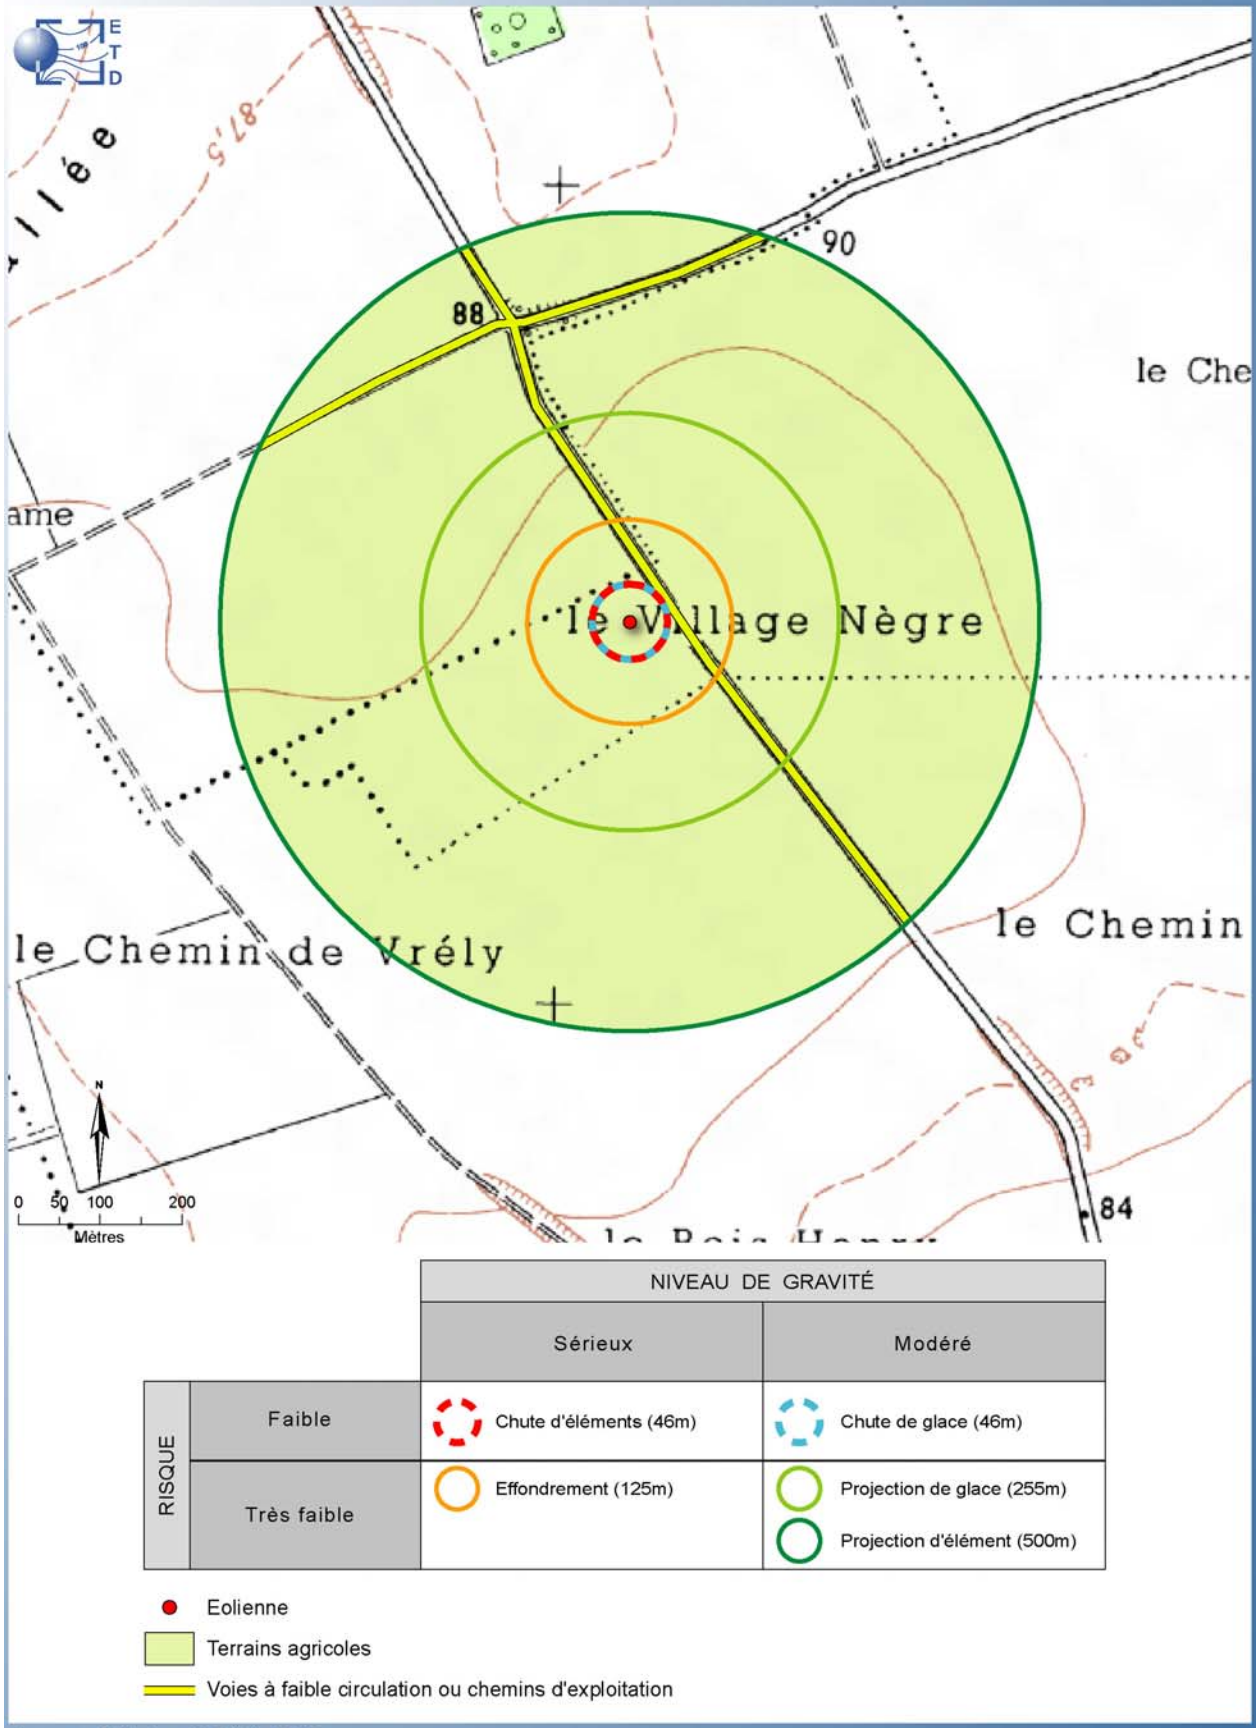 E
T
D
87,5
90
88
le Che
ame
le Village Nègre
le Chemin de Vrély
le Chemin
N
0 50 100 200
Mètres
84
NIVEAU DE GRAVITÉ
Sérieux Modéré
RISQUE
Faible
Chute d'éléments (46m) Chute de glace (46m)
Très faible
Effondrement (125m) Projection de glace (255m)
Projection d'élément (500m)
Eolienne
Terrains agricoles
Voies à faible circulation ou chemins d'exploitation